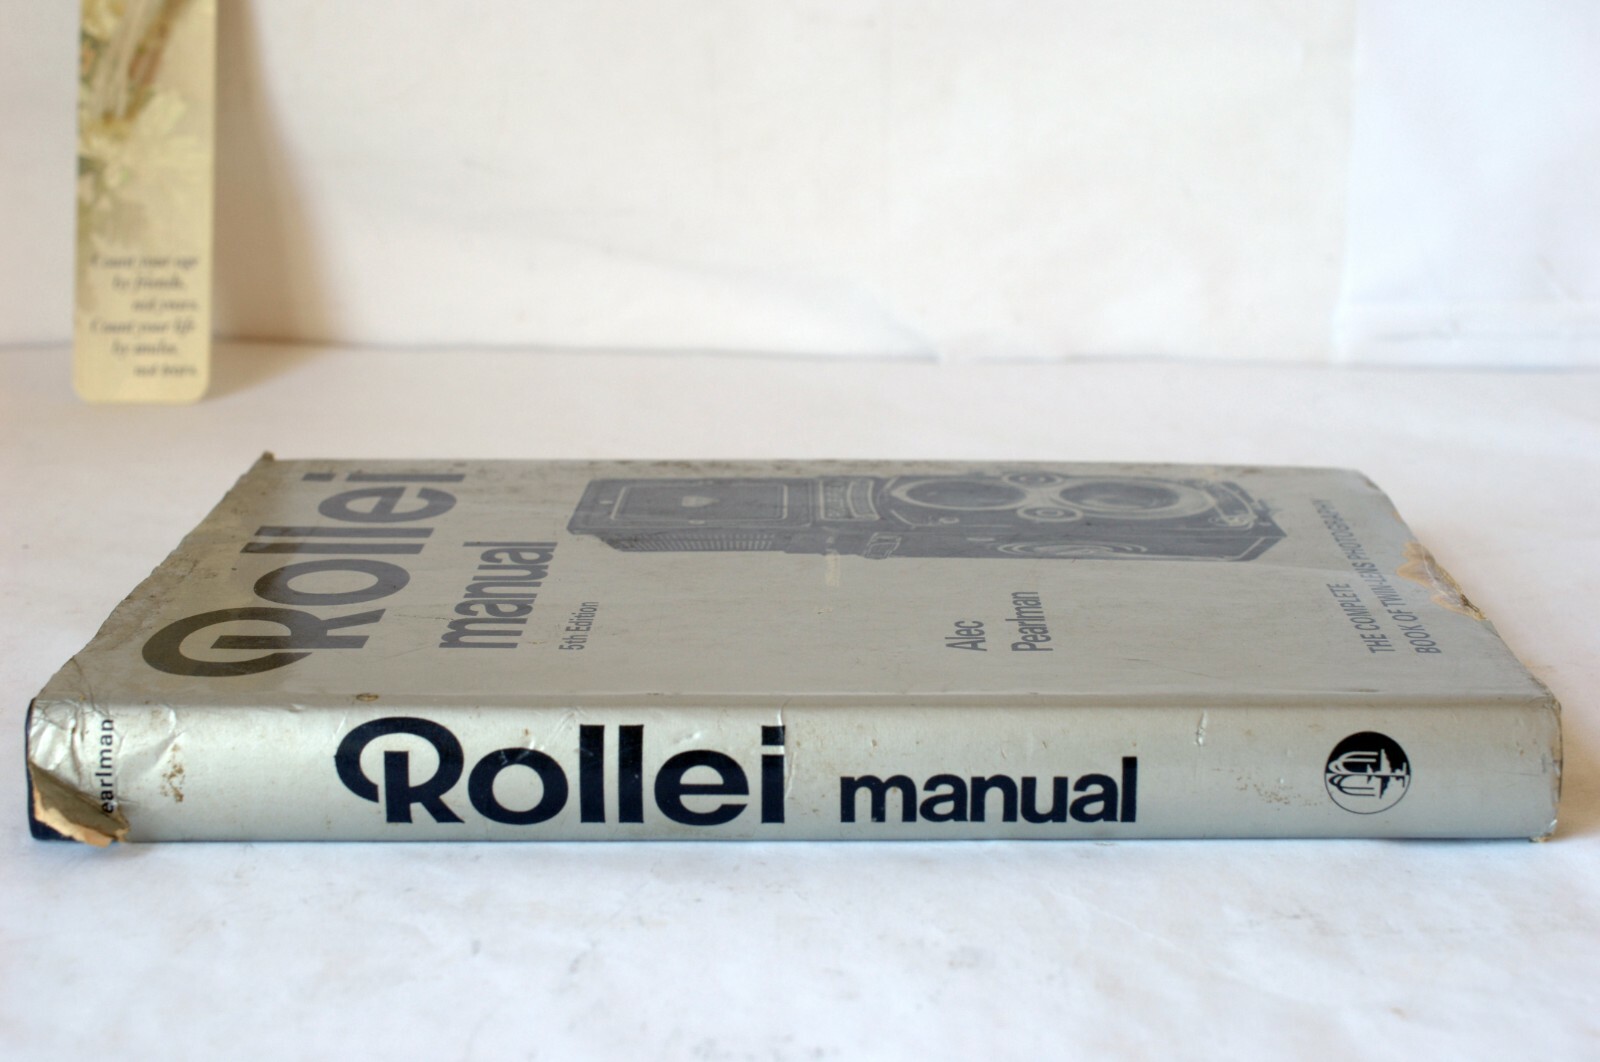 Count your age
by friends,
not years.
Count your life
by smiles,
not tears.
Rollei
manual
5th Edition
Alec
Pearlman
THE COMPLETE
BOOK OF TWIN-LENS PHOTOGRAPHY
earlman
Rollei manual